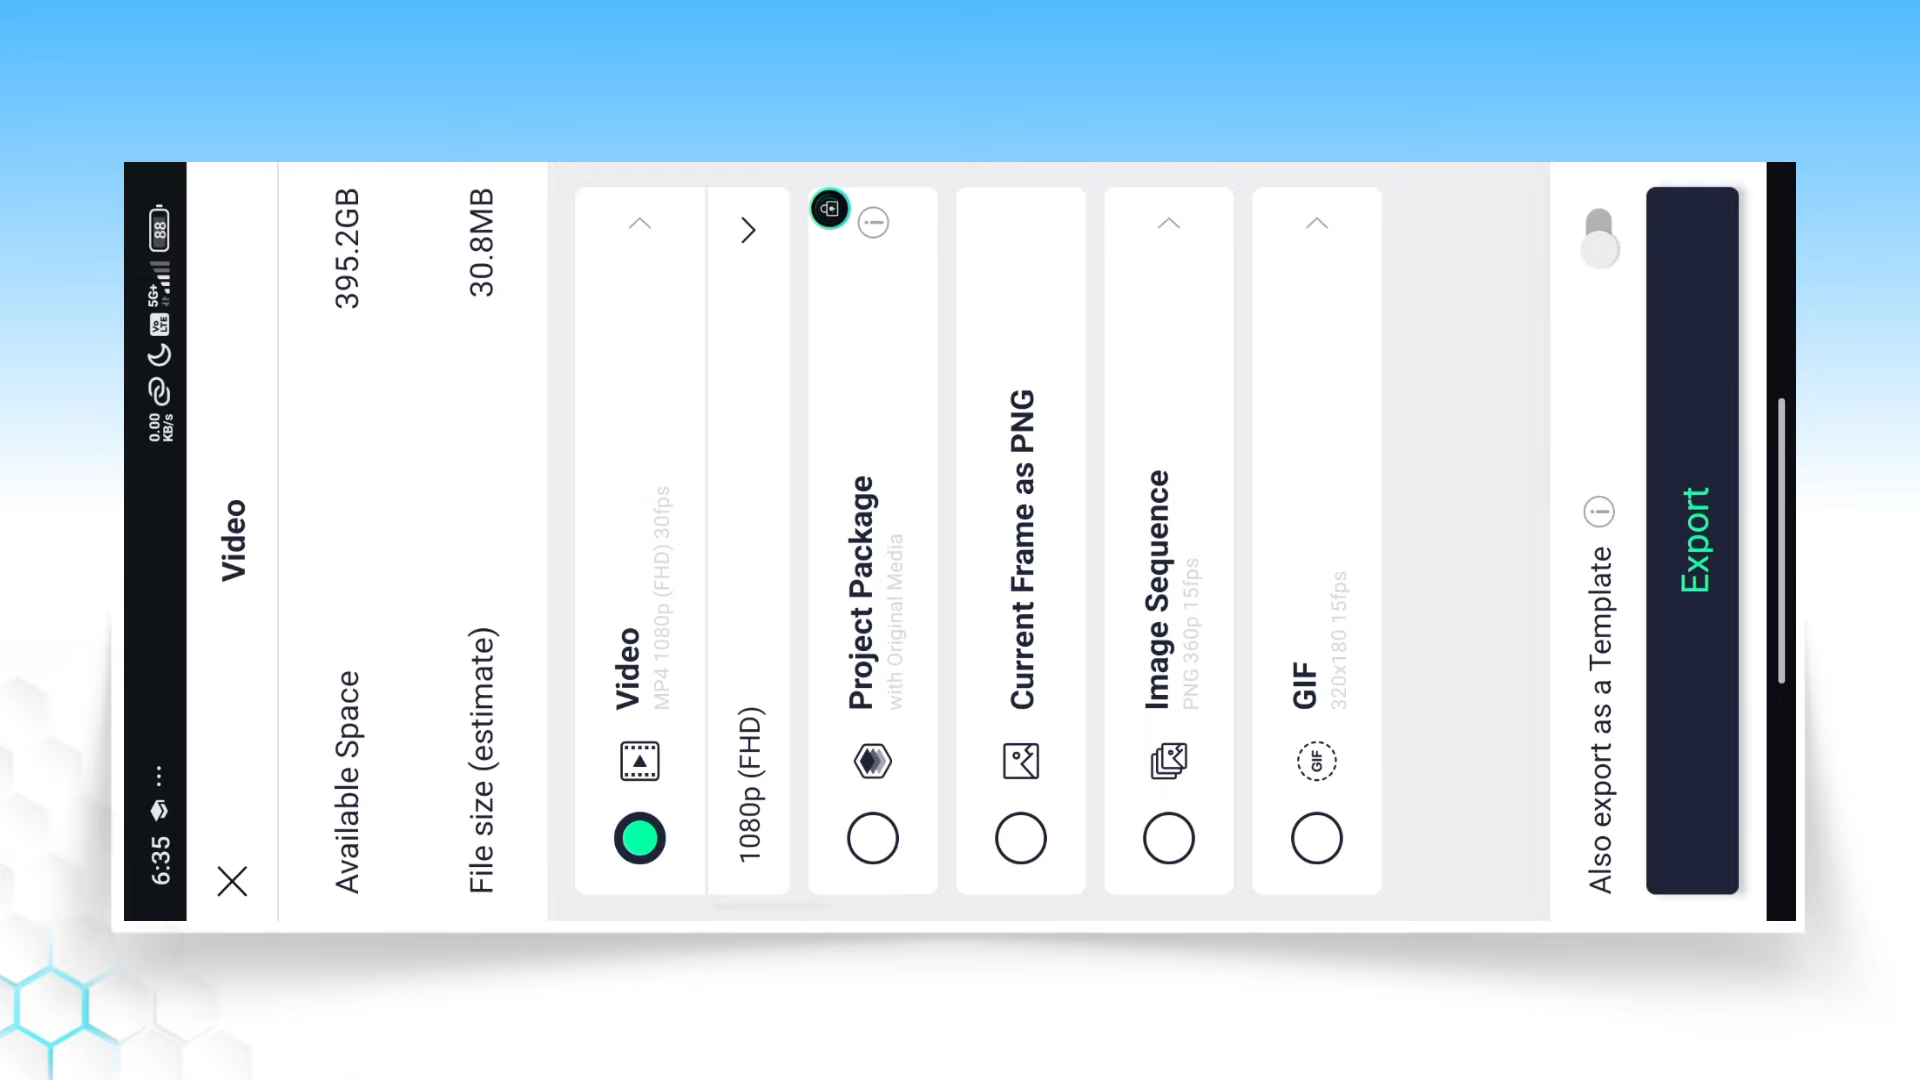 6:35 ... 0.00 KB/s Vo LTE 5G+ 88
Video
Available Space 395.2GB
File size (estimate) 30.8MB
Video
MP4 1080p (FHD) 30fps
1080p (FHD)
Project Package
with Original Media
Current Frame as PNG
Image Sequence
PNG 360p 15fps
GIF GIF
320x180 15fps
Also export as a Template
Export